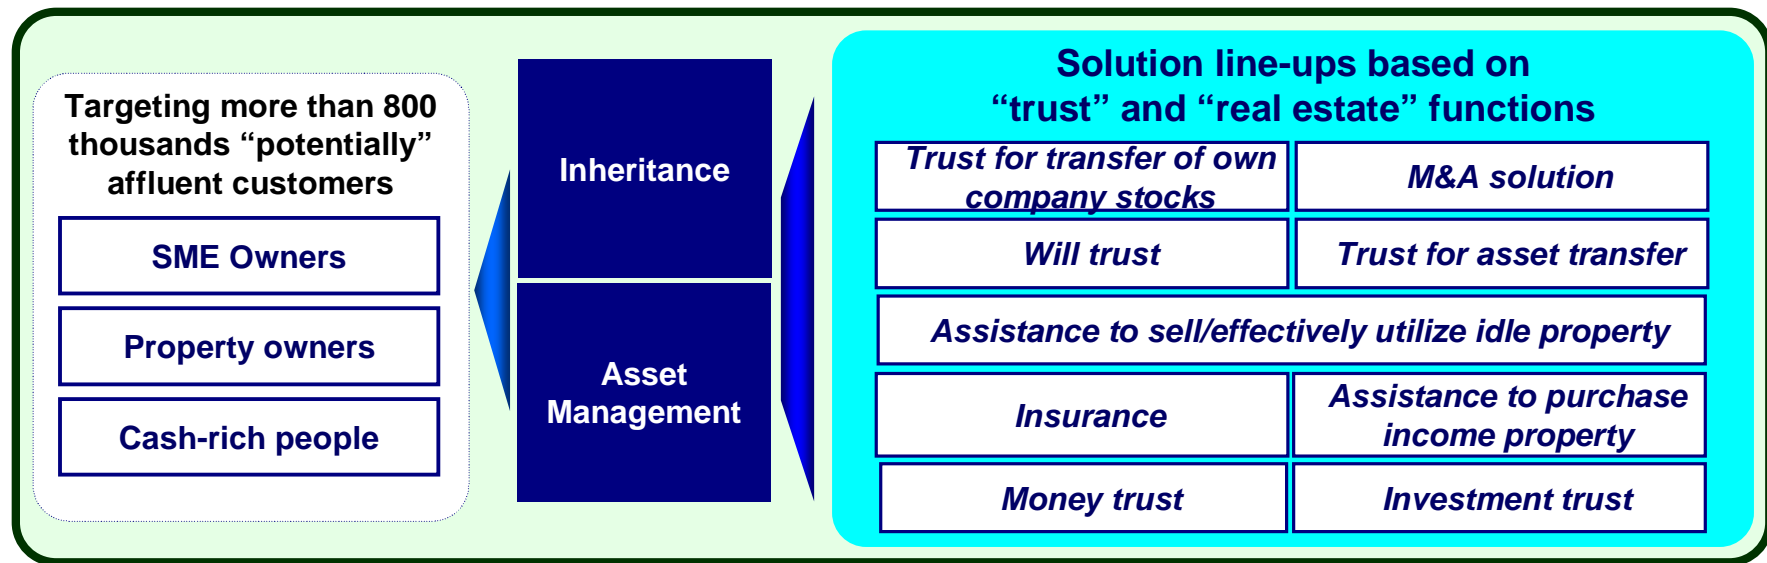 Targeting more than 800
thousands “potentially”
affluent customers
SME Owners
Property owners
Cash-rich people
Inheritance
Asset
Management
Solution line-ups based on
“trust” and “real estate” functions
Trust for transfer of own
company stocks
M&A solution
Will trust
Trust for asset transfer
Assistance to sell/effectively utilize idle property
Insurance
Assistance to purchase
income property
Money trust
Investment trust